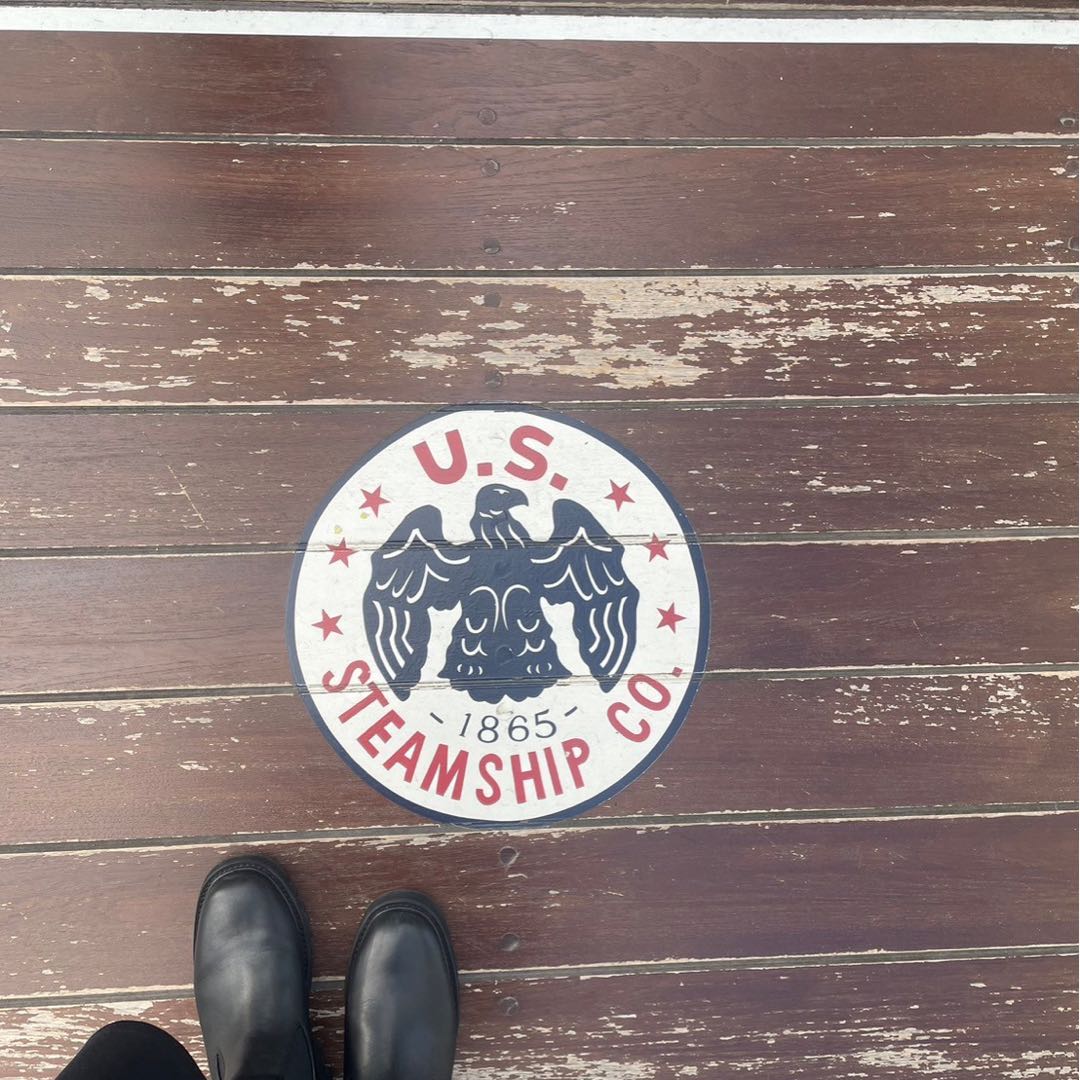 U.S.
- 1865 -
STEAMSHIP CO.